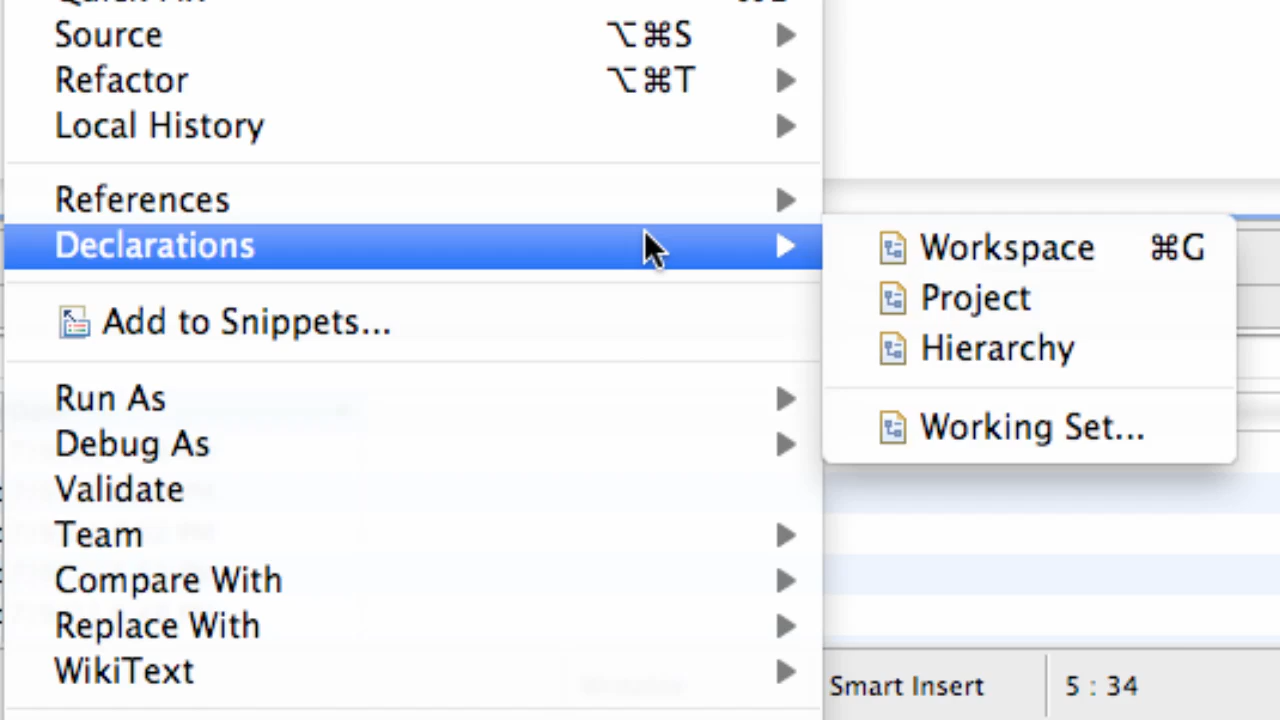 Source ⌥⌘S
Refactor ⌥⌘T
Local History
References
Declarations
Workspace ⌘G
Project
Hierarchy
Working Set...
Add to Snippets...
Run As
Debug As
Validate
Team
Compare With
Replace With
WikiText
Smart Insert
5 : 34